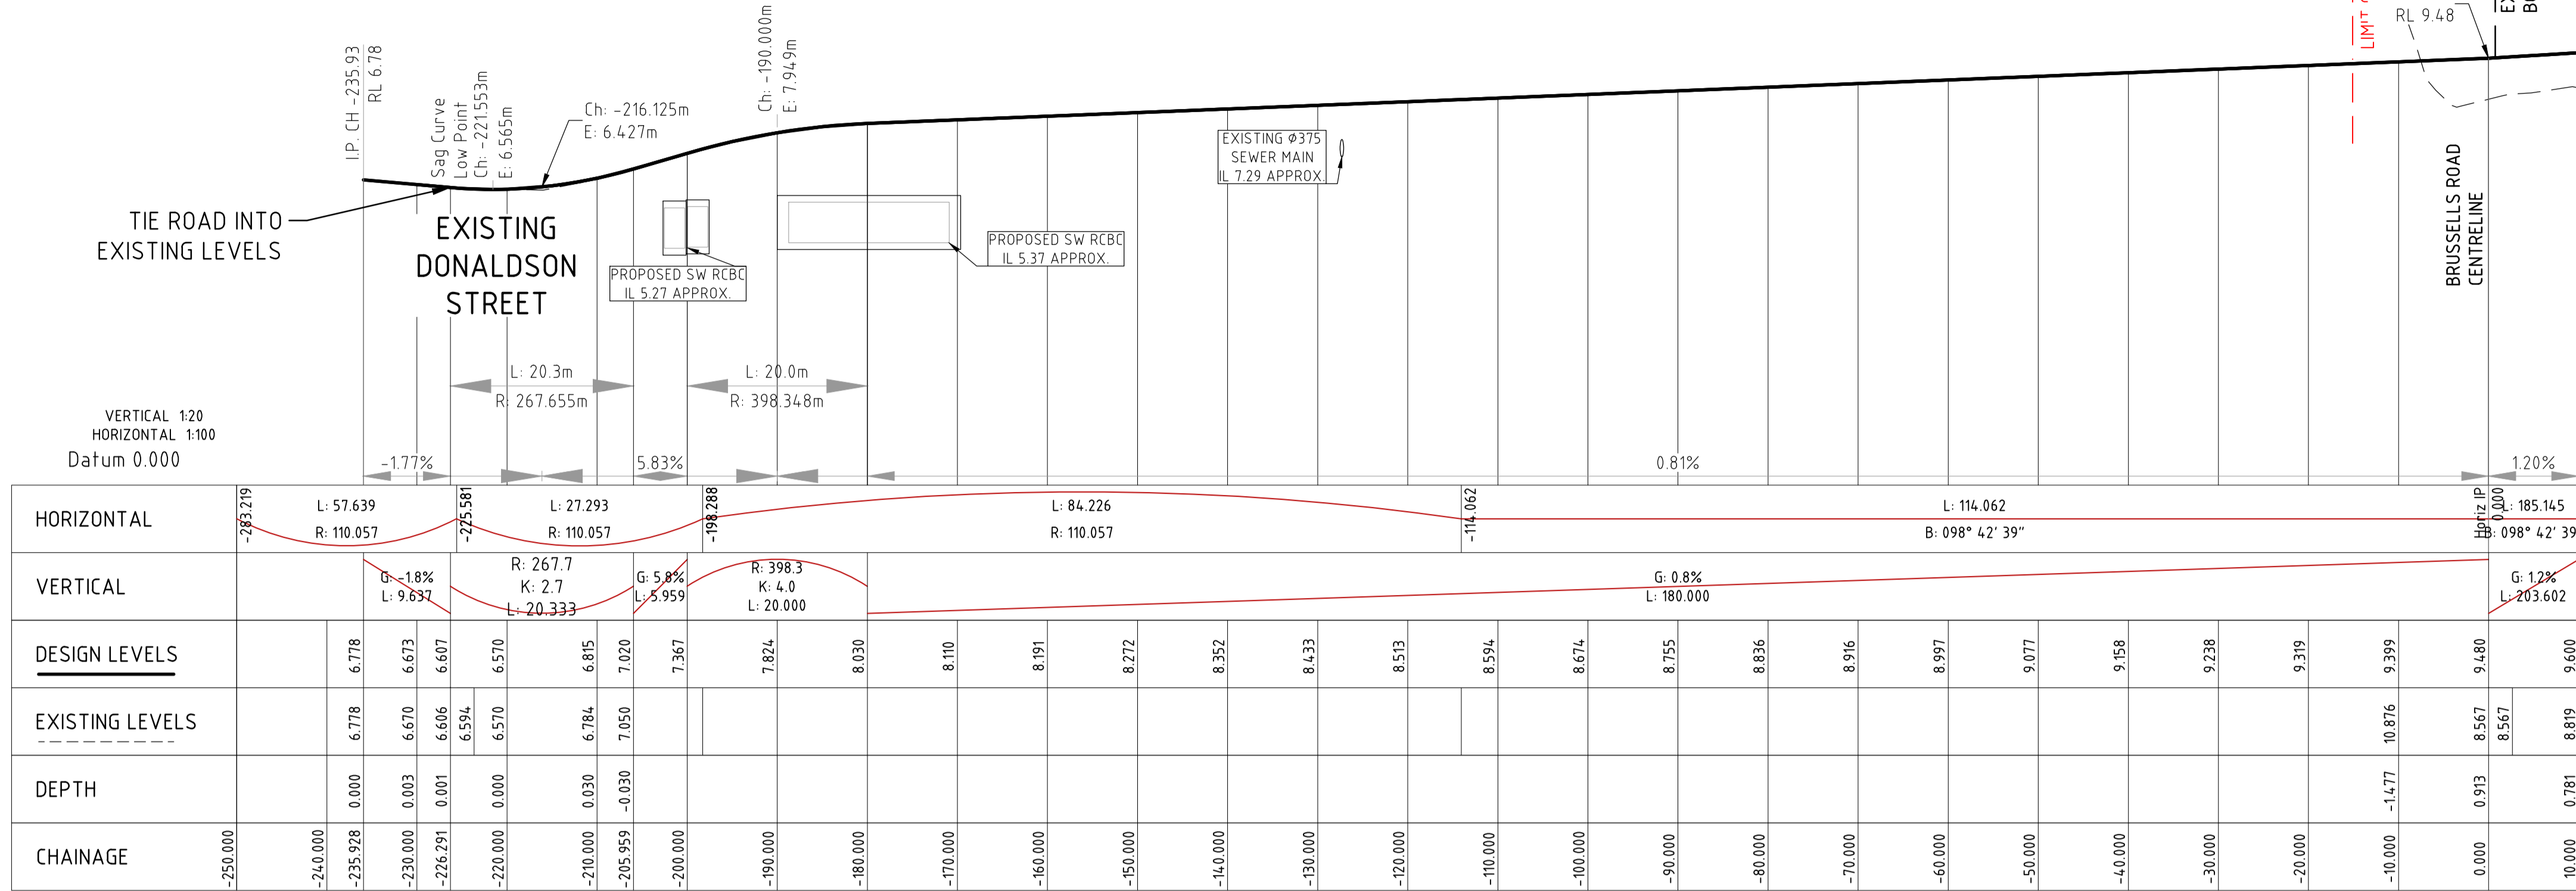 I.P. CH -235.93
RL 6.78
Sag Curve
Low Point
Ch: -221.553m
E: 6.565m
Ch: -216.125m
E: 6.427m
Ch: -190.000m
E: 7.949m
EXISTING Ø375
SEWER MAIN
IL 7.29 APPROX.
RL 9.48
TIE ROAD INTO
EXISTING LEVELS
EXISTING
DONALDSON
STREET
PROPOSED SW RCBC
IL 5.27 APPROX.
PROPOSED SW RCBC
IL 5.37 APPROX.
BRUSSELLS ROAD
CENTRELINE
L: 20.3m
R: 267.655m
L: 20.0m
R: 398.348m
VERTICAL 1:20
HORIZONTAL 1:100
Datum 0.000
-1.77%
5.83%
0.81%
1.20%
HORIZONTAL
-283.219
L: 57.639
R: 110.057
-225.581
L: 27.293
R: 110.057
-198.288
L: 84.226
R: 110.057
-114.062
L: 114.062
B: 098° 42' 39"
Horiz IP
0.000
L: 185.145
B: 098° 42' 39
VERTICAL
G: -1.8%
L: 9.637
R: 267.7
K: 2.7
L: 20.333
G: 5.8%
L: 5.959
R: 398.3
K: 4.0
L: 20.000
G: 0.8%
L: 180.000
G: 1.2%
L: 203.602
DESIGN LEVELS
6.778
6.673
6.607
6.570
6.815
7.020
7.367
7.824
8.030
8.110
8.191
8.272
8.352
8.433
8.513
8.594
8.674
8.755
8.836
8.916
8.997
9.077
9.158
9.238
9.319
9.399
9.480
9.600
EXISTING LEVELS
6.778
6.670
6.606
6.594
6.570
6.784
7.050
10.876
8.567
8.567
8.819
DEPTH
0.000
0.003
0.001
0.000
0.030
-0.030
-1.477
0.913
0.781
CHAINAGE
-250.000
-240.000
-235.928
-230.000
-226.291
-220.000
-210.000
-205.959
-200.000
-190.000
-180.000
-170.000
-160.000
-150.000
-140.000
-130.000
-120.000
-110.000
-100.000
-90.000
-80.000
-70.000
-60.000
-50.000
-40.000
-30.000
-20.000
-10.000
0.000
10.000